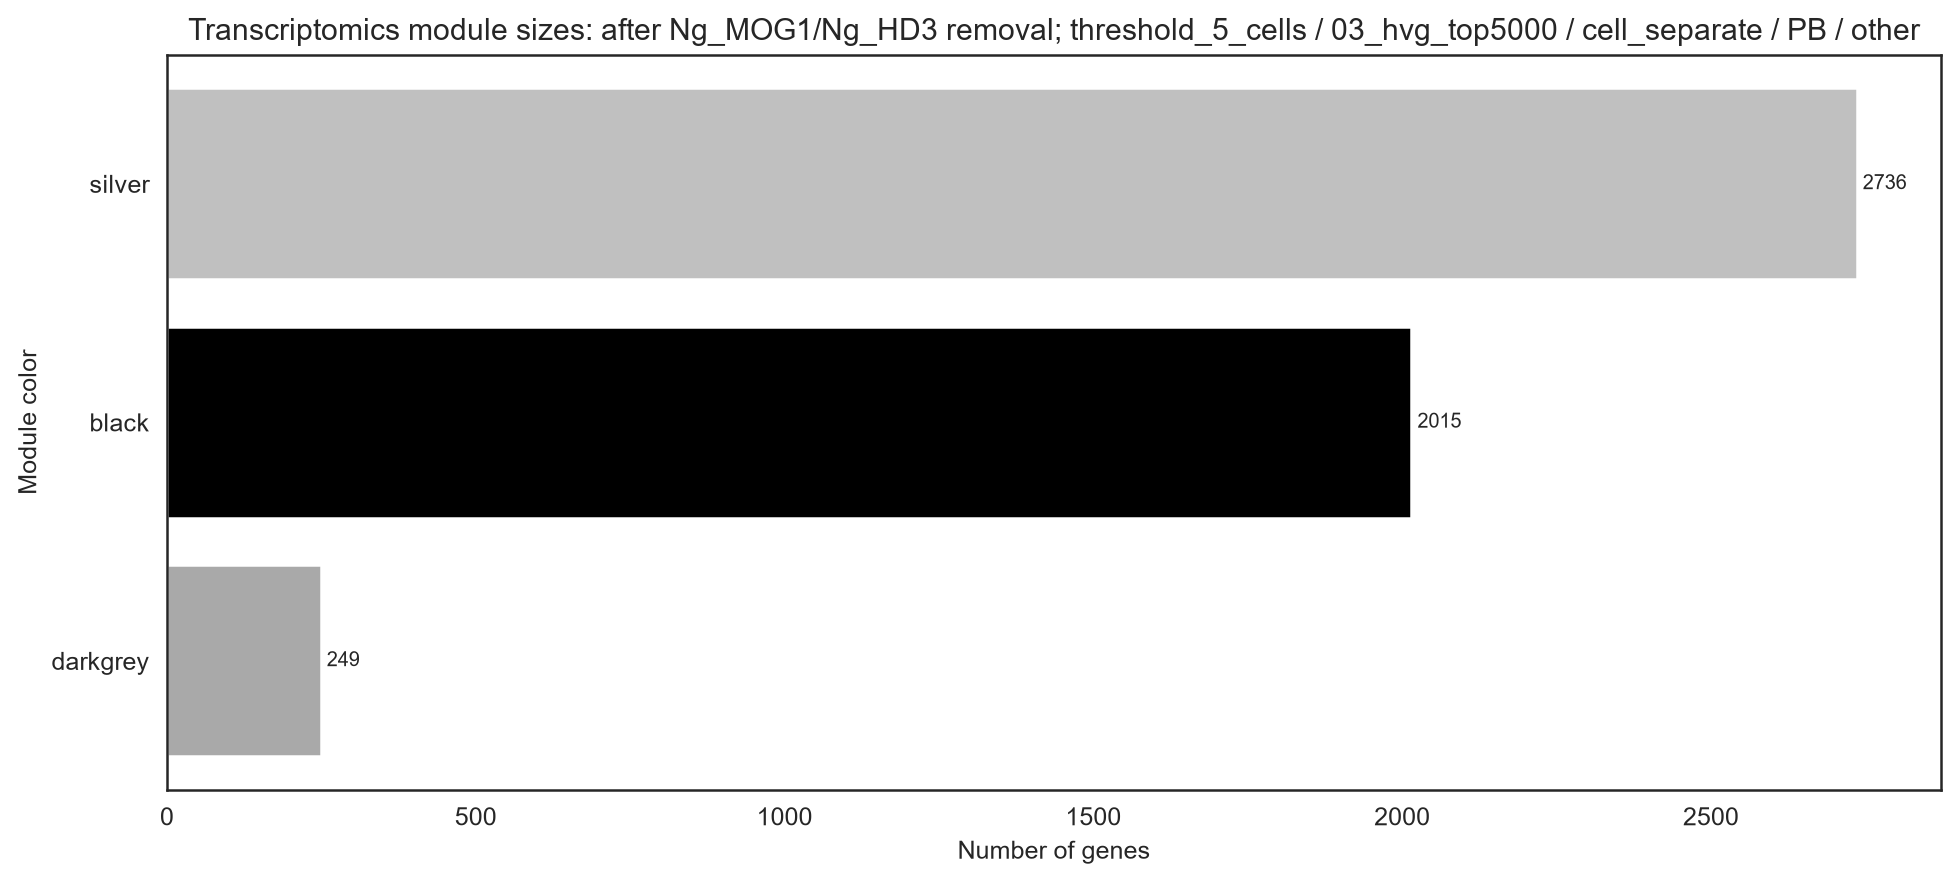 Transcriptomics module sizes: after Ng_MOG1/Ng_HD3 removal; threshold_5_cells / 03_hvg_top5000 / cell_separate / PB / other
silver
2736
black
2015
darkgrey
249
Module color
0 500 1000 1500 2000 2500
Number of genes